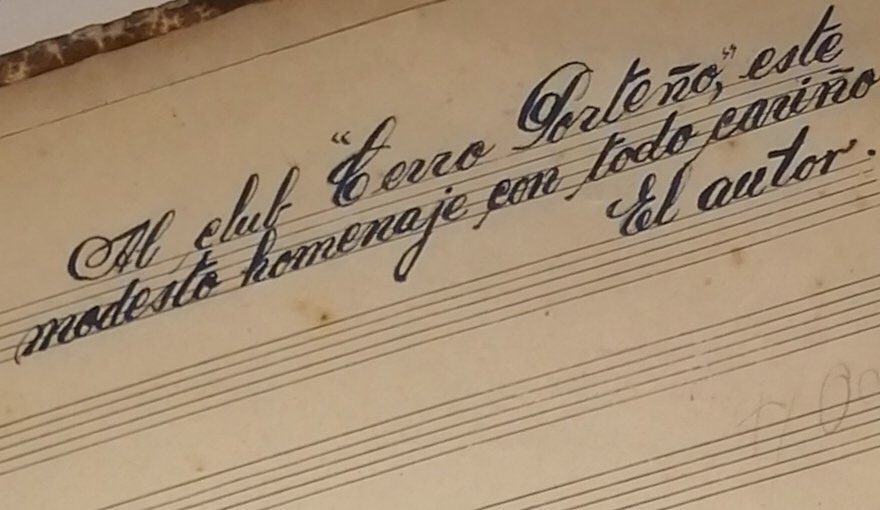 Al club "Cerro Porteño", este
modesto homenaje con todo cariño
El autor.